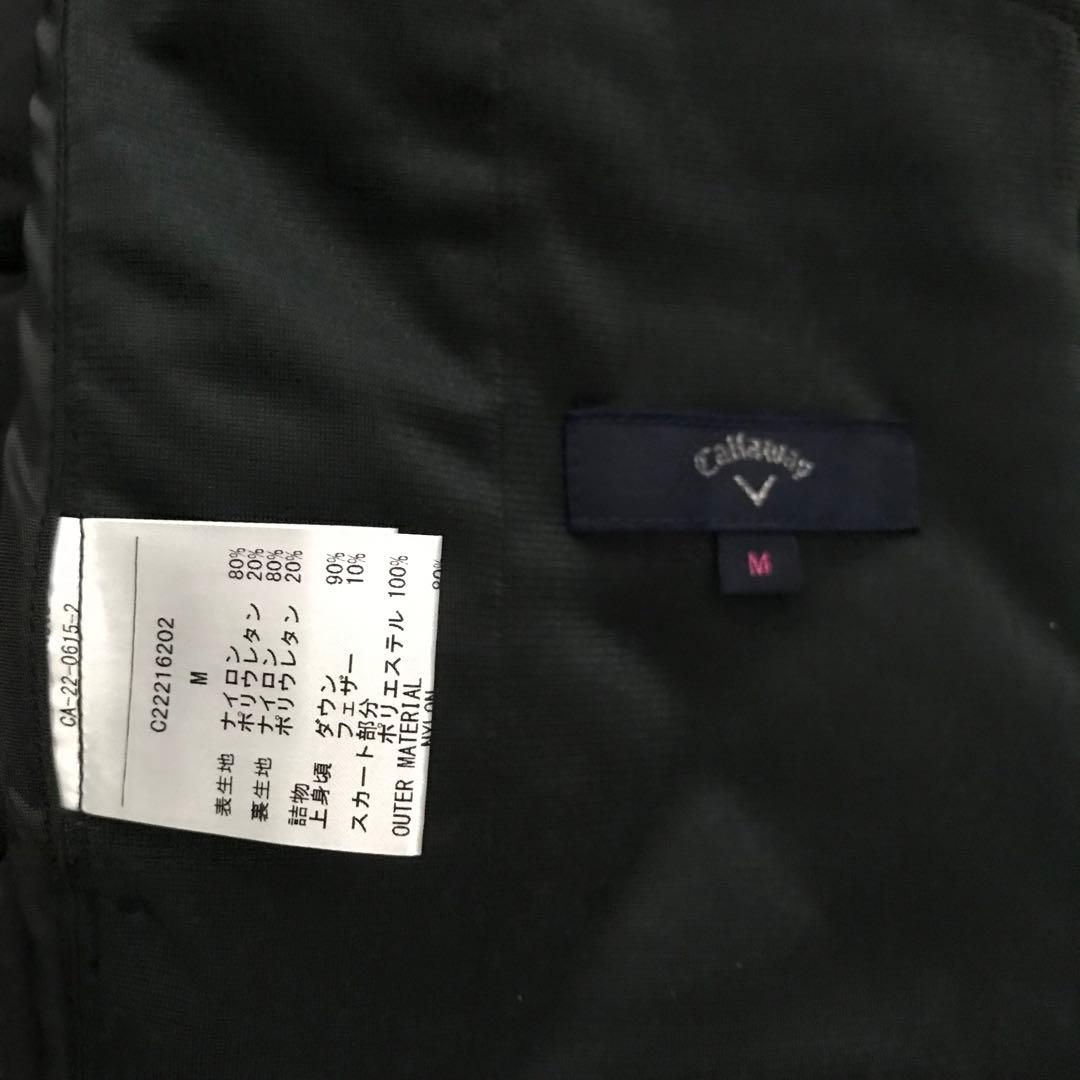 Callaway
M
CA-22-0615-2
C22216202
M
表生地 ナイロン 80%
ポリウレタン 20%
裏生地 ナイロン 80%
ポリウレタン 20%
詰物
上身頃 ダウン 90%
フェザー 10%
スカート部分
ポリエステル 100%
OUTER MATERIAL
NYLON 80%